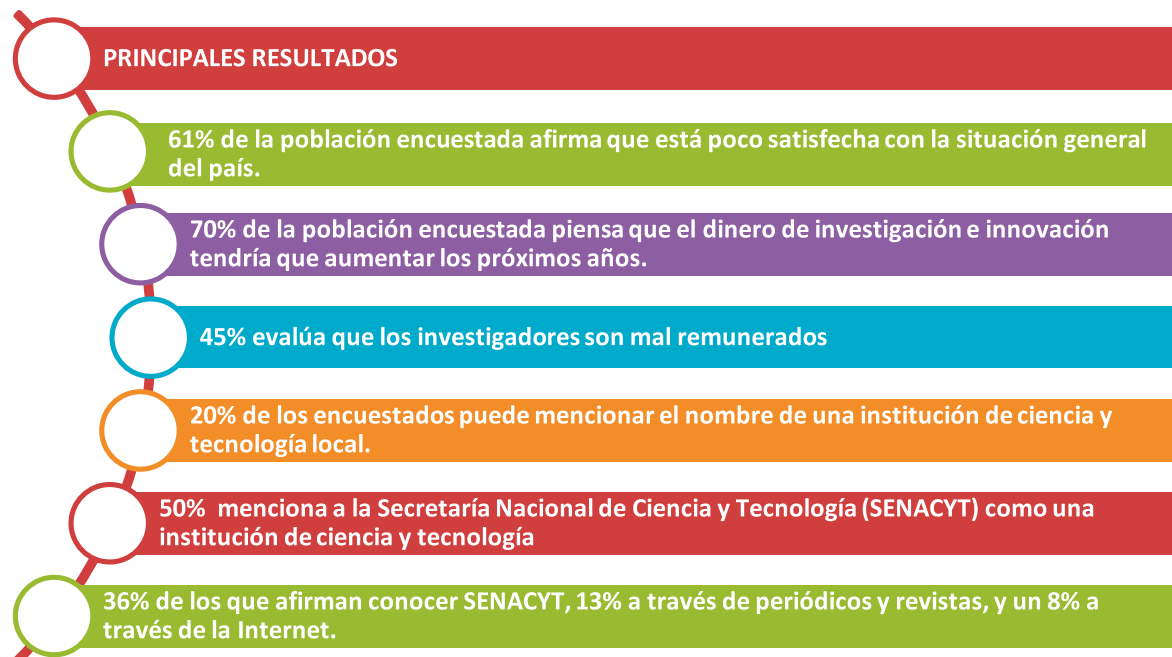 PRINCIPALES RESULTADOS
61% de la población encuestada afirma que está poco satisfecha con la situación general
del país.
70% de la población encuestada piensa que el dinero de investigación e innovación
tendría que aumentar los próximos años.
45% evalúa que los investigadores son mal remunerados
20% de los encuestados puede mencionar el nombre de una institución de ciencia y
tecnología local.
50% menciona a la Secretaría Nacional de Ciencia y Tecnología (SENACYT) como una
institución de ciencia y tecnología
36% de los que afirman conocer SENACYT, 13% a través de periódicos y revistas, y un 8% a
través de la Internet.